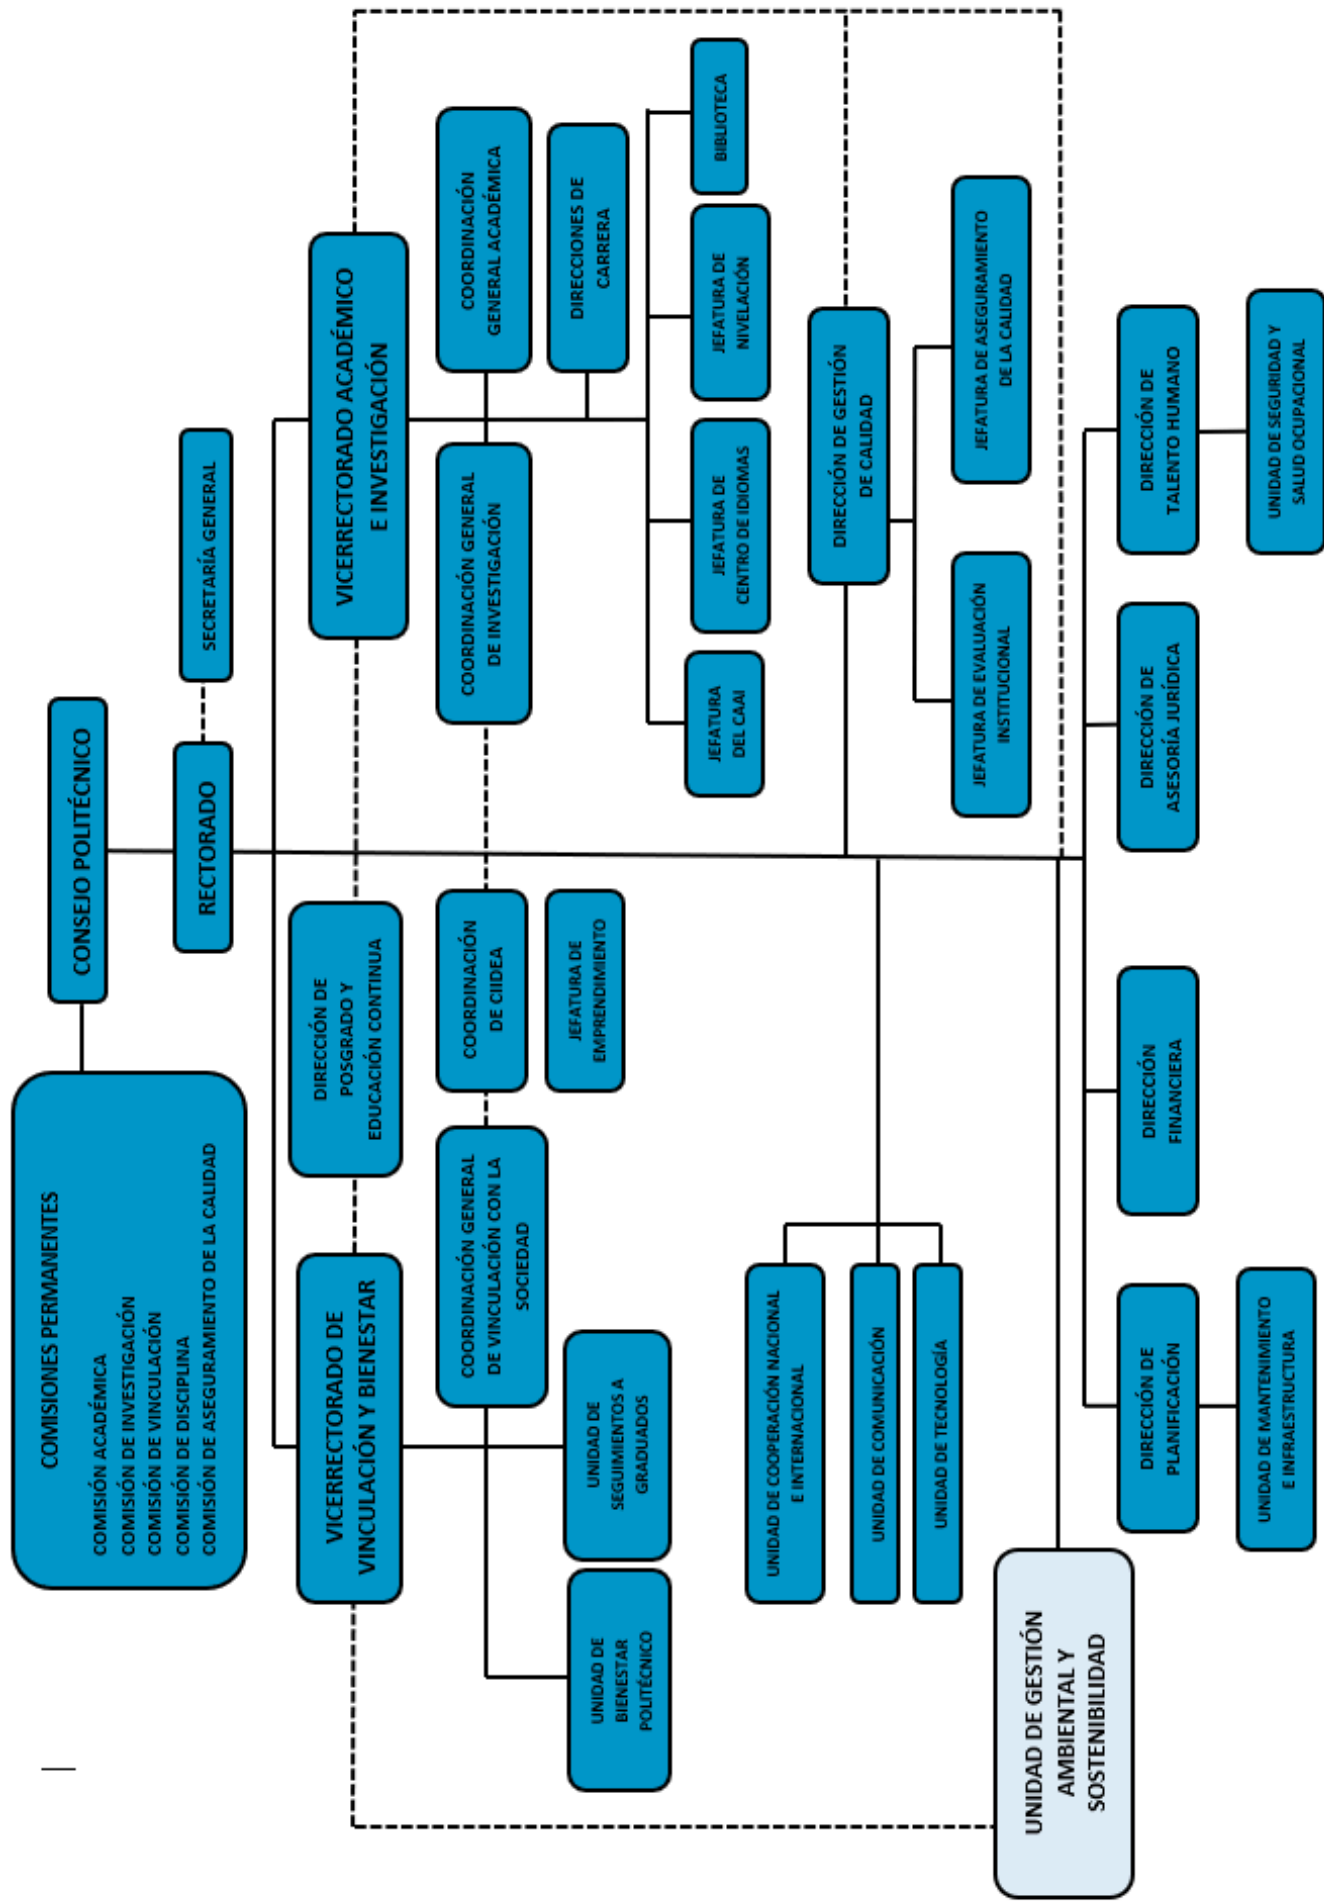 COMISIONES PERMANENTES
COMISIÓN ACADÉMICA
COMISIÓN DE INVESTIGACIÓN
COMISIÓN DE VINCULACIÓN
COMISIÓN DE DISCIPLINA
COMISIÓN DE ASEGURAMIENTO DE LA CALIDAD
CONSEJO POLITÉCNICO
RECTORADO
SECRETARÍA GENERAL
VICERRECTORADO DE
VINCULACIÓN Y BIENESTAR
DIRECCIÓN DE
POSGRADO Y
EDUCACIÓN CONTINUA
VICERRECTORADO ACADÉMICO
E INVESTIGACIÓN
COORDINACIÓN GENERAL
DE VINCULACIÓN CON LA
SOCIEDAD
COORDINACIÓN
DE CIIDEA
COORDINACIÓN GENERAL
DE INVESTIGACIÓN
COORDINACIÓN
GENERAL ACADÉMICA
JEFATURA DE
EMPRENDIMIENTO
DIRECCIONES DE
CARRERA
UNIDAD DE
BIENESTAR
POLITÉCNICO
UNIDAD DE
SEGUIMIENTOS A
GRADUADOS
JEFATURA
DEL CAAI
JEFATURA DE
CENTRO DE IDIOMAS
JEFATURA DE
NIVELACIÓN
BIBLIOTECA
UNIDAD DE COOPERACIÓN NACIONAL
E INTERNACIONAL
UNIDAD DE COMUNICACIÓN
UNIDAD DE TECNOLOGÍA
DIRECCIÓN DE GESTIÓN
DE CALIDAD
JEFATURA DE EVALUACIÓN
INSTITUCIONAL
JEFATURA DE ASEGURAMIENTO
DE LA CALIDAD
UNIDAD DE GESTIÓN
AMBIENTAL Y
SOSTENIBILIDAD
DIRECCIÓN DE
PLANIFICACIÓN
DIRECCIÓN
FINANCIERA
DIRECCIÓN DE
ASESORÍA JURÍDICA
DIRECCIÓN DE
TALENTO HUMANO
UNIDAD DE MANTENIMIENTO
E INFRAESTRUCTURA
UNIDAD DE SEGURIDAD Y
SALUD OCUPACIONAL